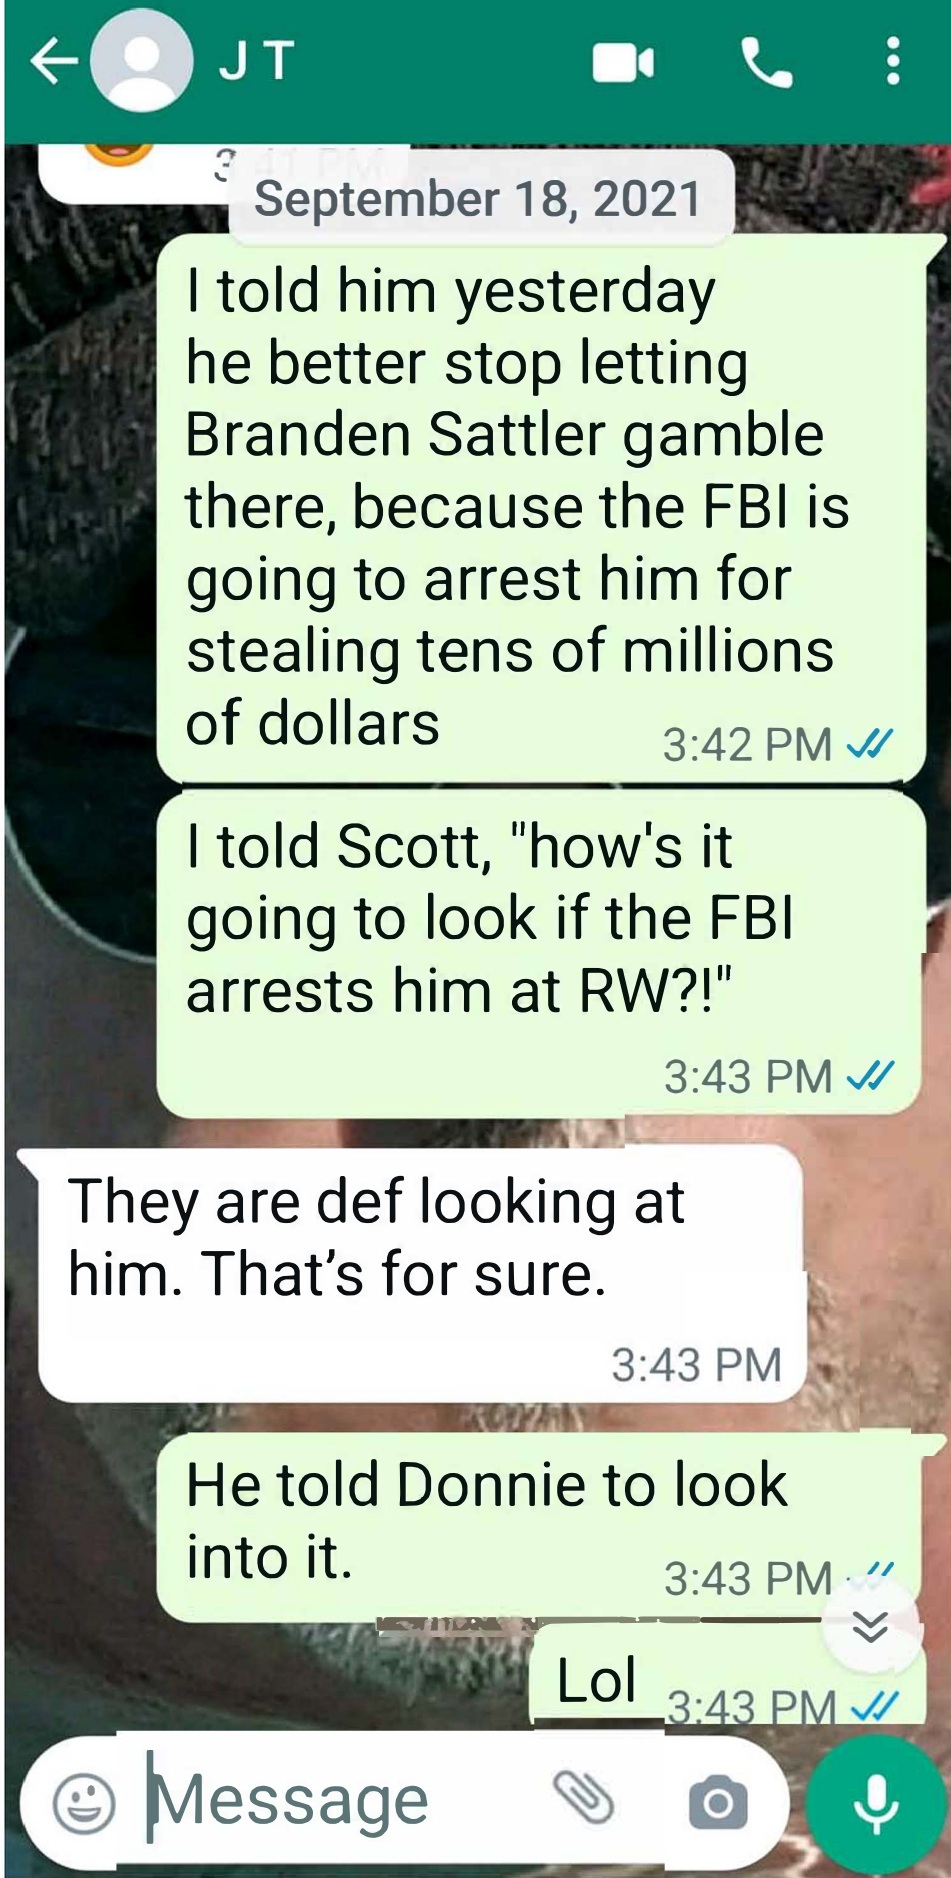 J T
3:41 PM
September 18, 2021
I told him yesterday
he better stop letting
Branden Sattler gamble
there, because the FBI is
going to arrest him for
stealing tens of millions
of dollars
3:42 PM
I told Scott, "how's it
going to look if the FBI
arrests him at RW?!"
3:43 PM
They are def looking at
him. That’s for sure.
3:43 PM
He told Donnie to look
into it.
3:43 PM
Lol
3:43 PM
Message